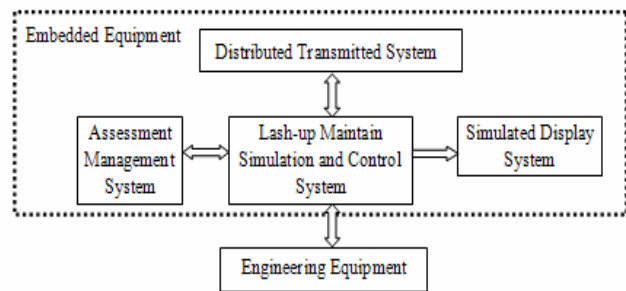 Embedded Equipment
Distributed Transmitted System
Assessment
Management
System
Lash-up Maintain
Simulation and Control
System
Simulated Display
System
Engineering Equipment